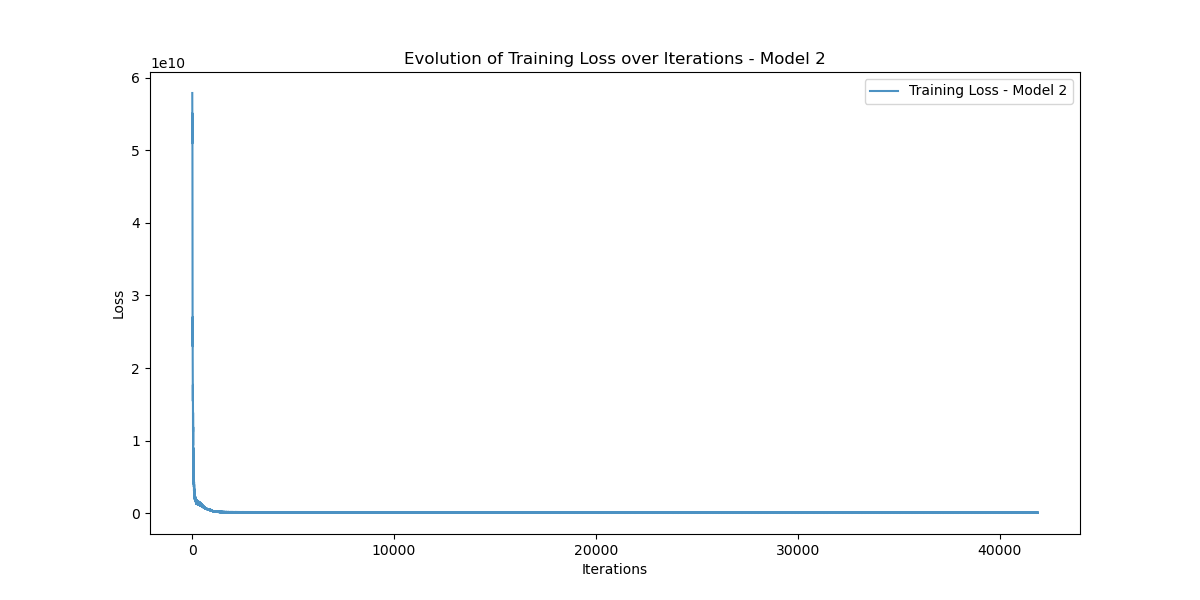 Evolution of Training Loss over Iterations - Model 2
1e10
Training Loss - Model 2
6
5
4
3
2
1
0
Loss
0 10000 20000 30000 40000
Iterations